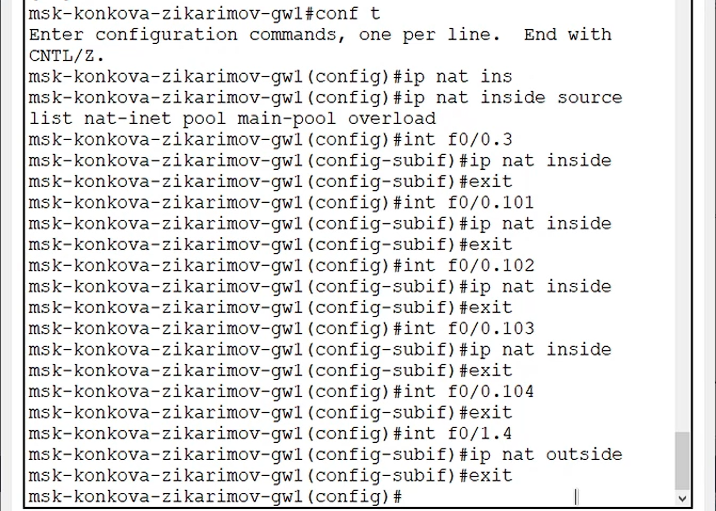 msk-konkova-zikarimov-gw1#conf t
Enter configuration commands, one per line.  End with
CNTL/Z.
msk-konkova-zikarimov-gw1(config)#ip nat ins
msk-konkova-zikarimov-gw1(config)#ip nat inside source
list nat-inet pool main-pool overload
msk-konkova-zikarimov-gw1(config)#int f0/0.3
msk-konkova-zikarimov-gw1(config-subif)#ip nat inside
msk-konkova-zikarimov-gw1(config-subif)#exit
msk-konkova-zikarimov-gw1(config)#int f0/0.101
msk-konkova-zikarimov-gw1(config-subif)#ip nat inside
msk-konkova-zikarimov-gw1(config-subif)#exit
msk-konkova-zikarimov-gw1(config)#int f0/0.102
msk-konkova-zikarimov-gw1(config-subif)#ip nat inside
msk-konkova-zikarimov-gw1(config-subif)#exit
msk-konkova-zikarimov-gw1(config)#int f0/0.103
msk-konkova-zikarimov-gw1(config-subif)#ip nat inside
msk-konkova-zikarimov-gw1(config-subif)#exit
msk-konkova-zikarimov-gw1(config)#int f0/0.104
msk-konkova-zikarimov-gw1(config-subif)#exit
msk-konkova-zikarimov-gw1(config)#int f0/1.4
msk-konkova-zikarimov-gw1(config-subif)#ip nat outside
msk-konkova-zikarimov-gw1(config-subif)#exit
msk-konkova-zikarimov-gw1(config)#